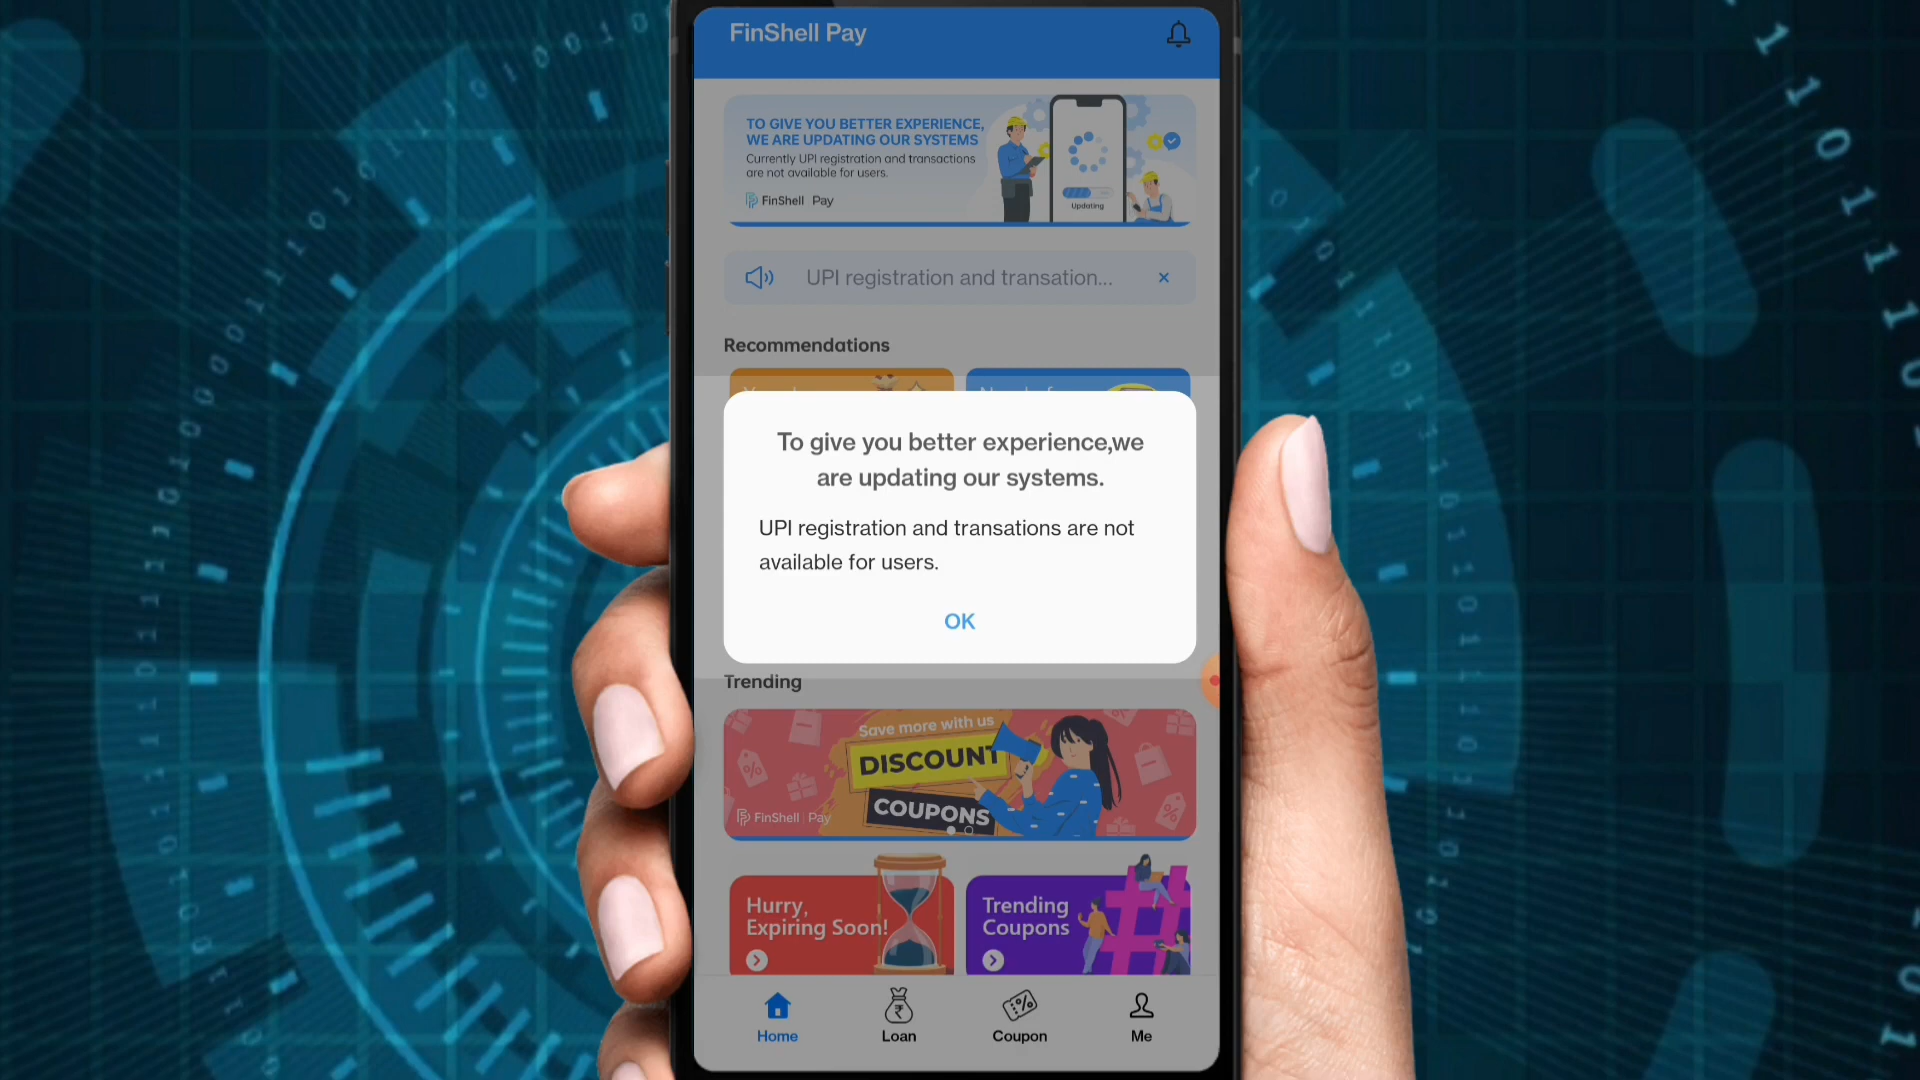 FinShell Pay
TO GIVE YOU BETTER EXPERIENCE,
WE ARE UPDATING OUR SYSTEMS
Currently UPI registration and transactions
are not available for users.
FinShell Pay
Updating
UPI registration and transation...
Recommendations
To give you better experience,we
are updating our systems.
UPI registration and transations are not
available for users.
OK
Trending
Save more with us
DISCOUNT
COUPONS
FinShell Pay
Hurry,
Expiring Soon!
Trending
Coupons
Home
Loan
Coupon
Me